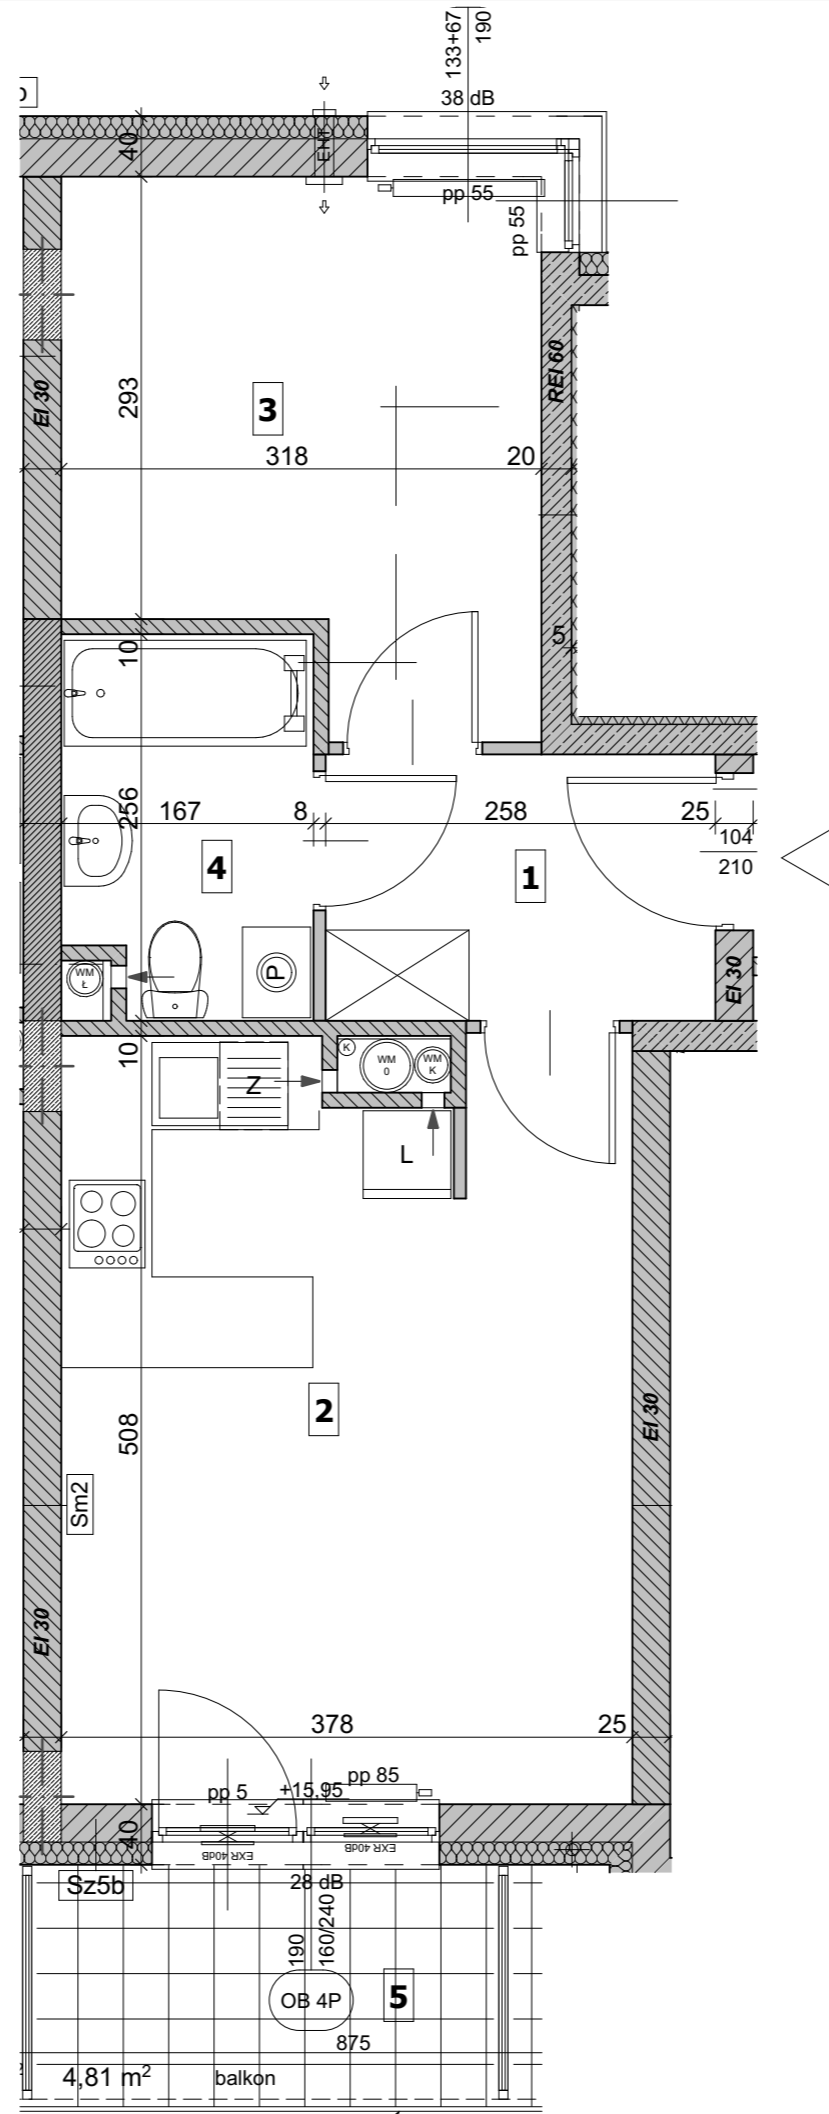 133+67
190
38 dB
40
ENT
pp 55
pp 55
EI 30
293
3
REI 60
318
20
5
10
256
167
8
258
25
104
210
4
1
P
WM
Ł
EI 30
10
K
WM
0
WM
K
Z
L
2
508
EI 30
Sm2
EI 30
378
25
pp 85
pp 5
+15,95
40
EXR 40dB
EXR 40dB
Sz5b
28 dB
190
160/240
OB 4P
5
875
4,81 m²
balkon